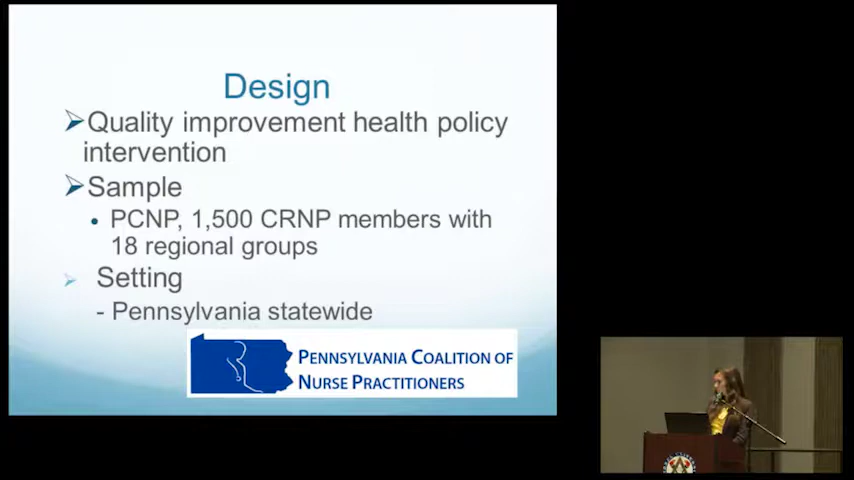 Design
➢Quality improvement health policy
intervention
➢Sample
• PCNP, 1,500 CRNP members with
18 regional groups
➢ Setting
- Pennsylvania statewide
PENNSYLVANIA COALITION OF
NURSE PRACTITIONERS